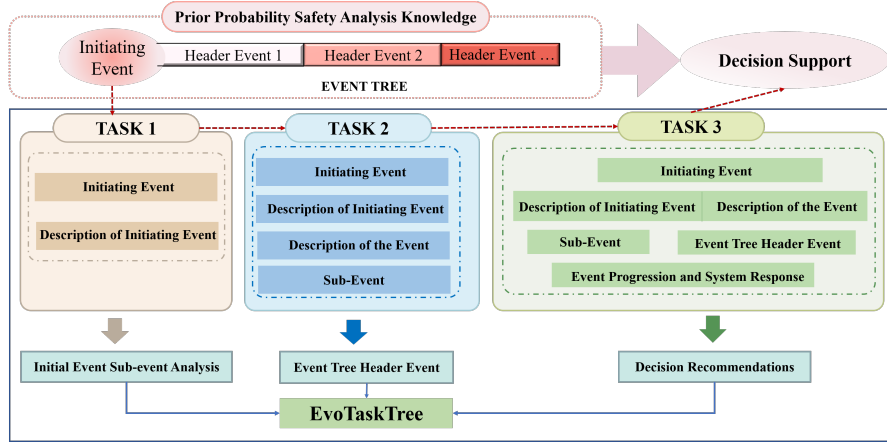 Prior Probability Safety Analysis Knowledge
Initiating
Event
Header Event 1
Header Event 2
Header Event ...
EVENT TREE
Decision Support
TASK 1
Initiating Event
Description of Initiating Event
TASK 2
Initiating Event
Description of Initiating Event
Description of the Event
Sub-Event
TASK 3
Initiating Event
Description of Initiating Event
Description of the Event
Sub-Event
Event Tree Header Event
Event Progression and System Response
Initial Event Sub-event Analysis
Event Tree Header Event
Decision Recommendations
EvoTaskTree